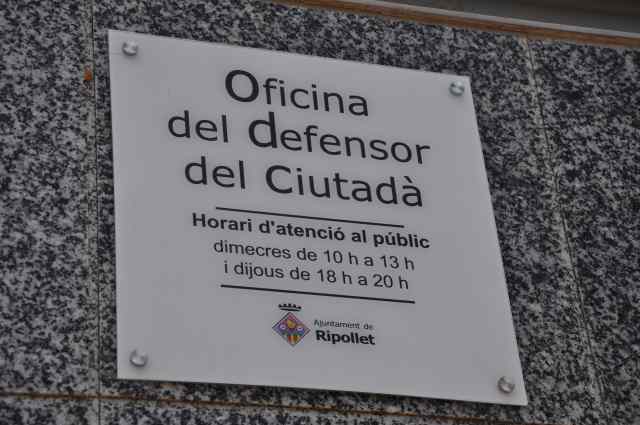 Oficina
del defensor
del Ciutadà
Horari d'atenció al públic
dimecres de 10 h a 13 h
i dijous de 18 h a 20 h
Ajuntament de
Ripollet